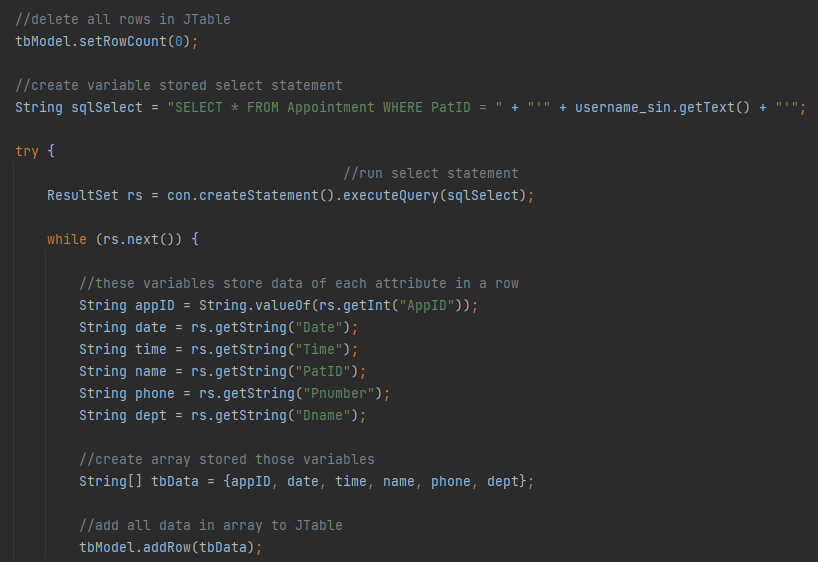 //delete all rows in JTable
tbModel.setRowCount(0);
//create variable stored select statement
String sqlSelect = "SELECT * FROM Appointment WHERE PatID = " + "'" + username_sin.getText() + "'";
try {
//run select statement
ResultSet rs = con.createStatement().executeQuery(sqlSelect);
while (rs.next()) {
//these variables store data of each attribute in a row
String appID = String.valueOf(rs.getInt("AppID"));
String date = rs.getString("Date");
String time = rs.getString("Time");
String name = rs.getString("PatID");
String phone = rs.getString("Pnumber");
String dept = rs.getString("Dname");
//create array stored those variables
String[] tbData = {appID, date, time, name, phone, dept};
//add all data in array to JTable
tbModel.addRow(tbData);